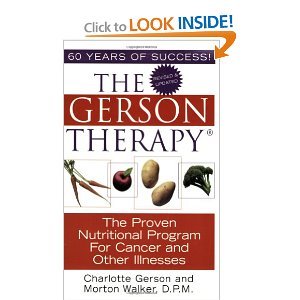 Click to LOOK INSIDE!
60 YEARS OF SUCCESS!
THE
REVISED &
UPDATED
GERSON
THERAPY®
The Proven
Nutritional Program
For Cancer and
Other Illnesses
Charlotte Gerson and
Morton Walker, D.P.M.